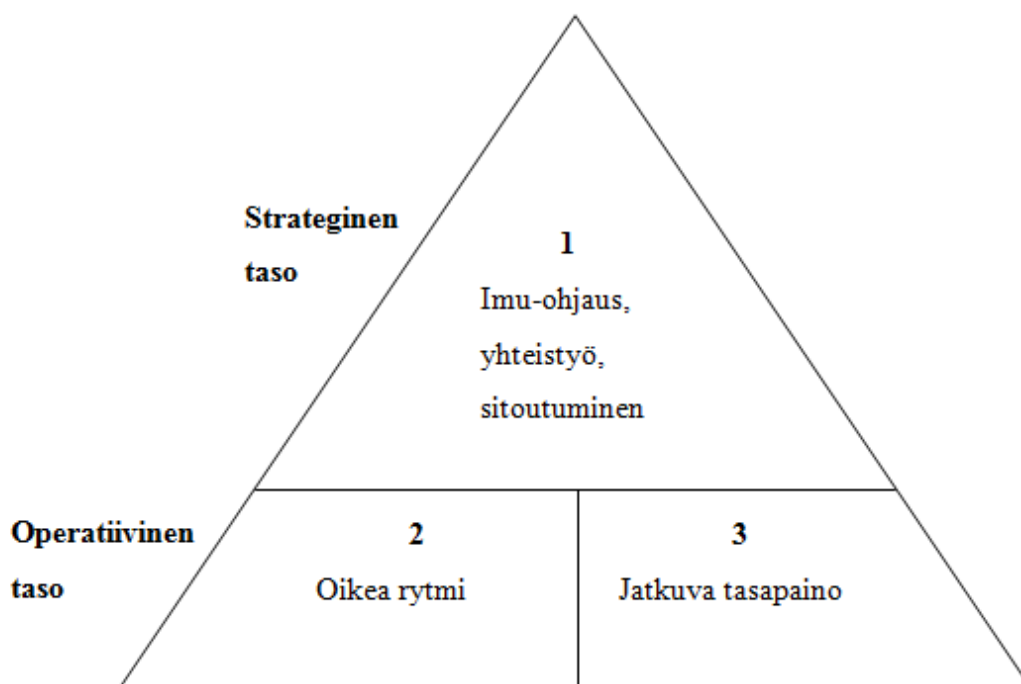 Strateginen
taso
1
Imu-ohjaus,
yhteistyö,
sitoutuminen
Operatiivinen
taso
2
Oikea rytmi
3
Jatkuva tasapaino